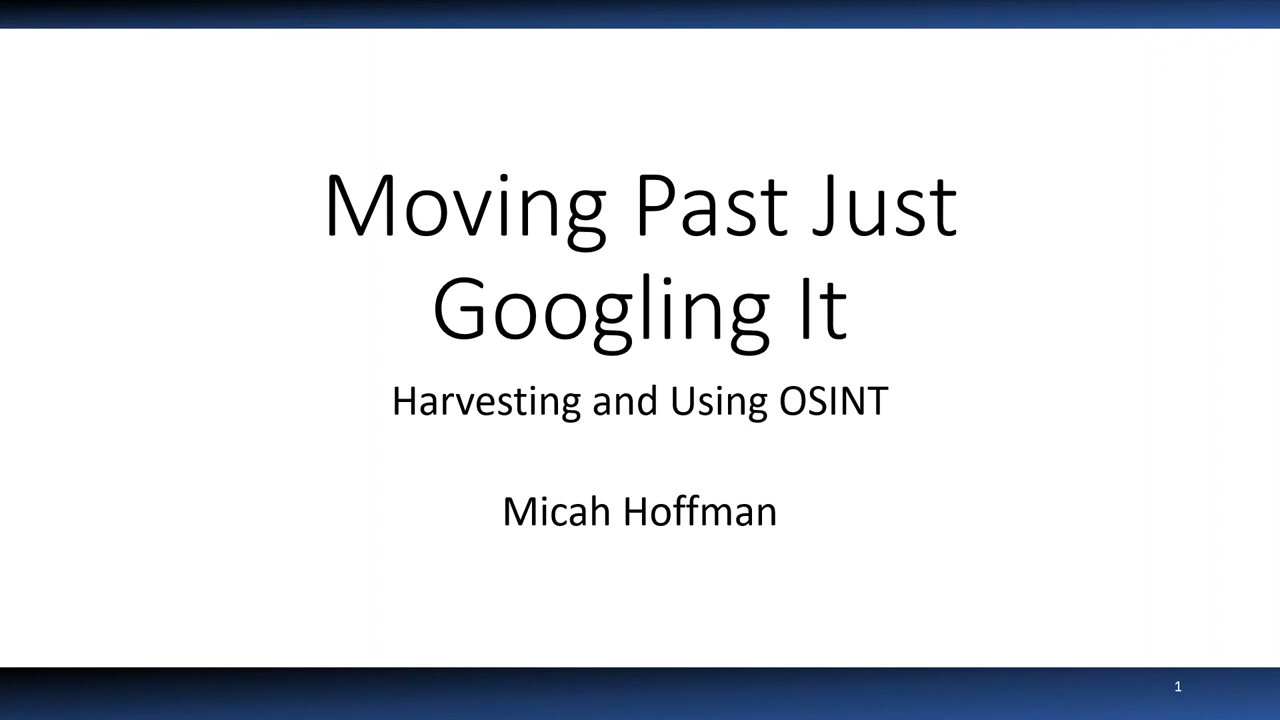 Moving Past Just
Googling It
Harvesting and Using OSINT
Micah Hoffman
1